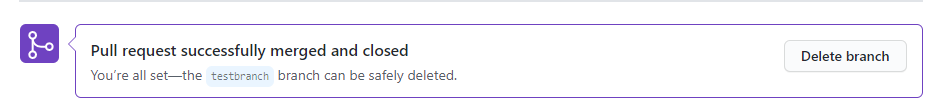 Pull request successfully merged and closed
You’re all set—the testbranch branch can be safely deleted.
Delete branch